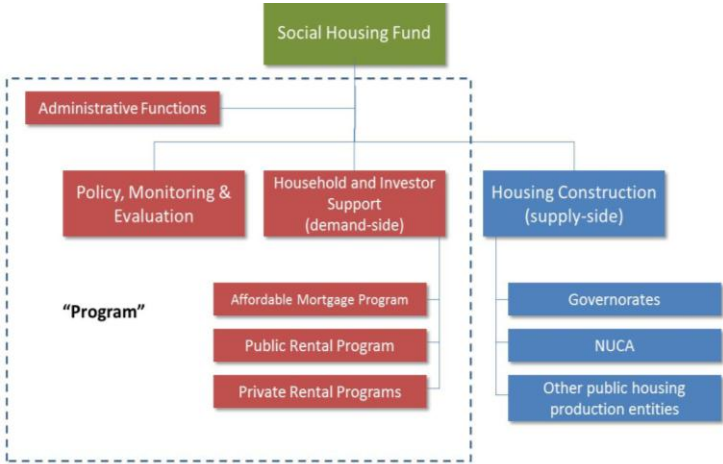 Social Housing Fund
Administrative Functions
Policy, Monitoring &
Evaluation
Household and Investor
Support
(demand-side)
Housing Construction
(supply-side)
"Program"
Affordable Mortgage Program
Public Rental Program
Private Rental Programs
Governorates
NUCA
Other public housing
production entities